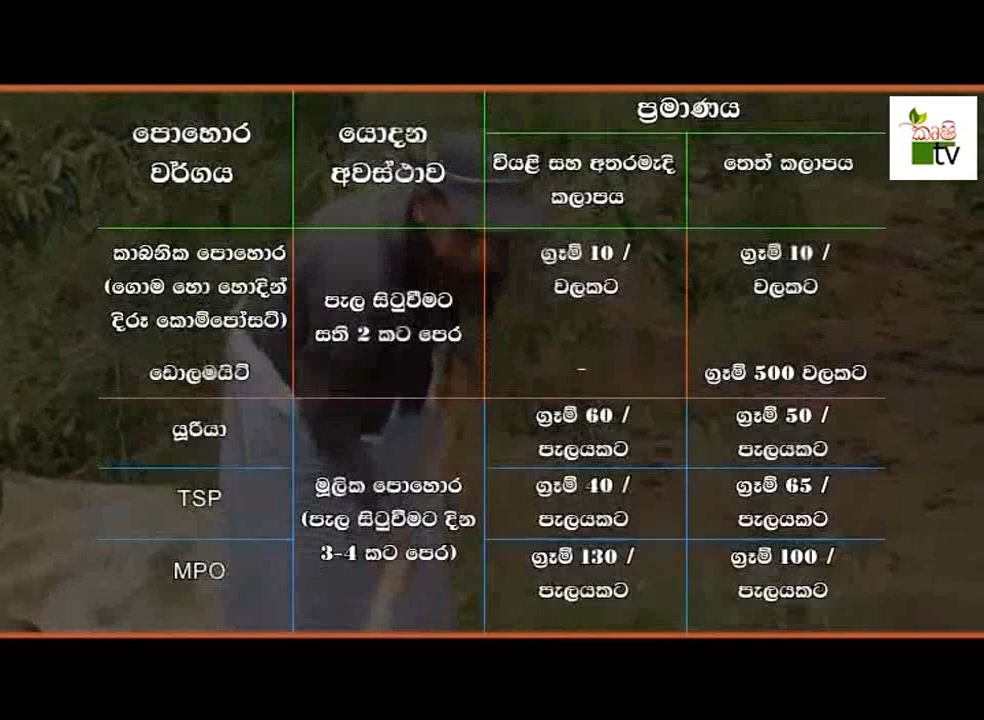 ප්‍රමාණය
පොහොර
වර්ගය
යොදන
අවස්ථාව
වියළි සහ අතරමැදි
කලාපය
තෙත් කලාපය
කෘෂි
tv
කාබනික පොහොර
(ගොම හො හොදින්
දිරූ කොම්පෝසට්)
පැල සිටුවීමට
සති 2 කට පෙර
ග්‍රෑම් 10 /
වලකට
ග්‍රෑම් 10 /
වලකට
ඩොලමයිට්
-
ග්‍රෑම් 500 වලකට
යූරියා
මූලික පොහොර
(පැල සිටුවීමට දින
3-4 කට පෙර)
ග්‍රෑම් 60 /
පැලයකට
ග්‍රෑම් 50 /
පැලයකට
TSP
ග්‍රෑම් 40 /
පැලයකට
ග්‍රෑම් 65 /
පැලයකට
MPO
ග්‍රෑම් 130 /
පැලයකට
ග්‍රෑම් 100 /
පැලයකට